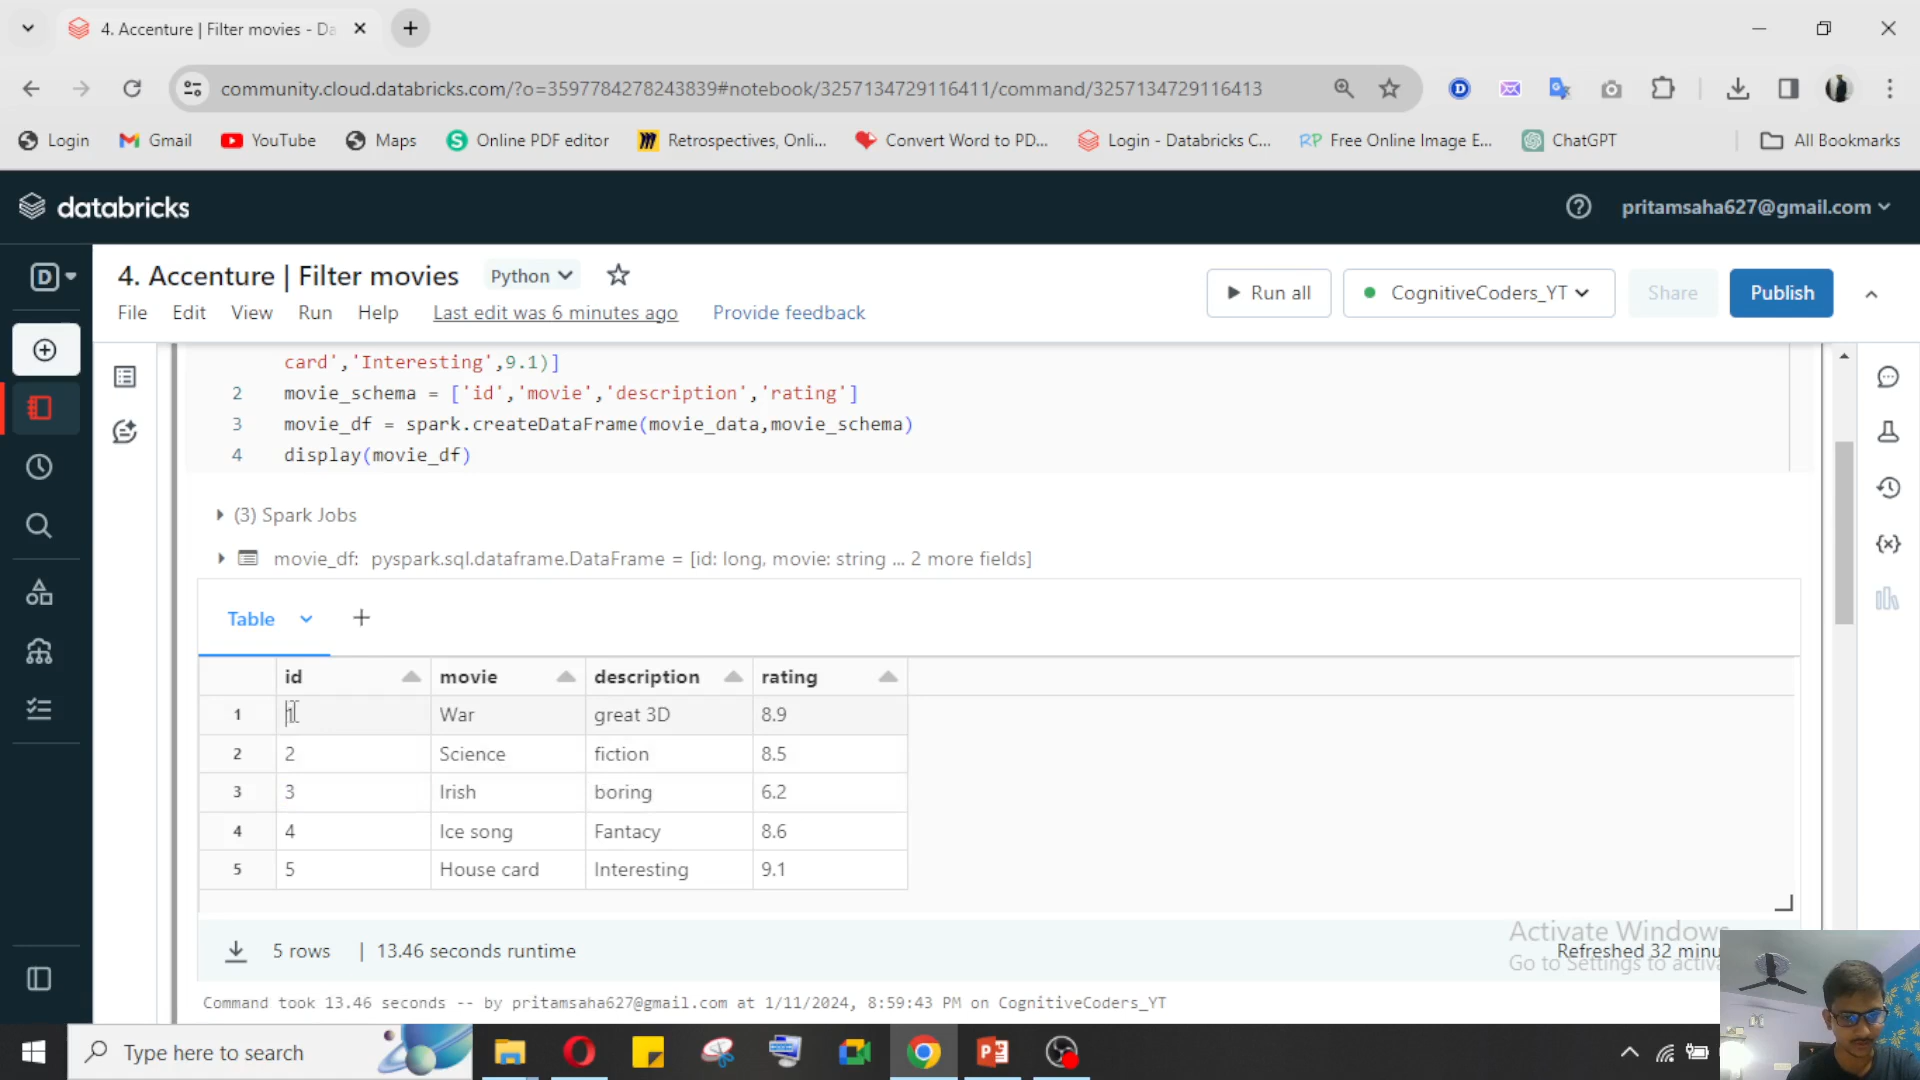 4. Accenture | Filter movies - Da
community.cloud.databricks.com/?o=3597784278243839#notebook/3257134729116411/command/3257134729116413
Login
Gmail
YouTube
Maps
Online PDF editor
Retrospectives, Onli...
Convert Word to PD...
Login - Databricks C...
RP Free Online Image E...
ChatGPT
All Bookmarks
databricks
pritamsaha627@gmail.com
D
4. Accenture | Filter movies
Python
File Edit View Run Help Last edit was 6 minutes ago Provide feedback
Run all
CognitiveCoders_YT
Share
Publish
card','Interesting',9.1)]
2 movie_schema = ['id','movie','description','rating']
3 movie_df = spark.createDataFrame(movie_data,movie_schema)
4 display(movie_df)
(3) Spark Jobs
movie_df: pyspark.sql.dataframe.DataFrame = [id: long, movie: string ... 2 more fields]
Table +
id movie description rating
1 1 War great 3D 8.9
2 2 Science fiction 8.5
3 3 Irish boring 6.2
4 4 Ice song Fantacy 8.6
5 5 House card Interesting 9.1
5 rows | 13.46 seconds runtime
Refreshed 32 minu
Activate Windows
Go to Settings to activa
Command took 13.46 seconds -- by pritamsaha627@gmail.com at 1/11/2024, 8:59:43 PM on CognitiveCoders_YT
Type here to search